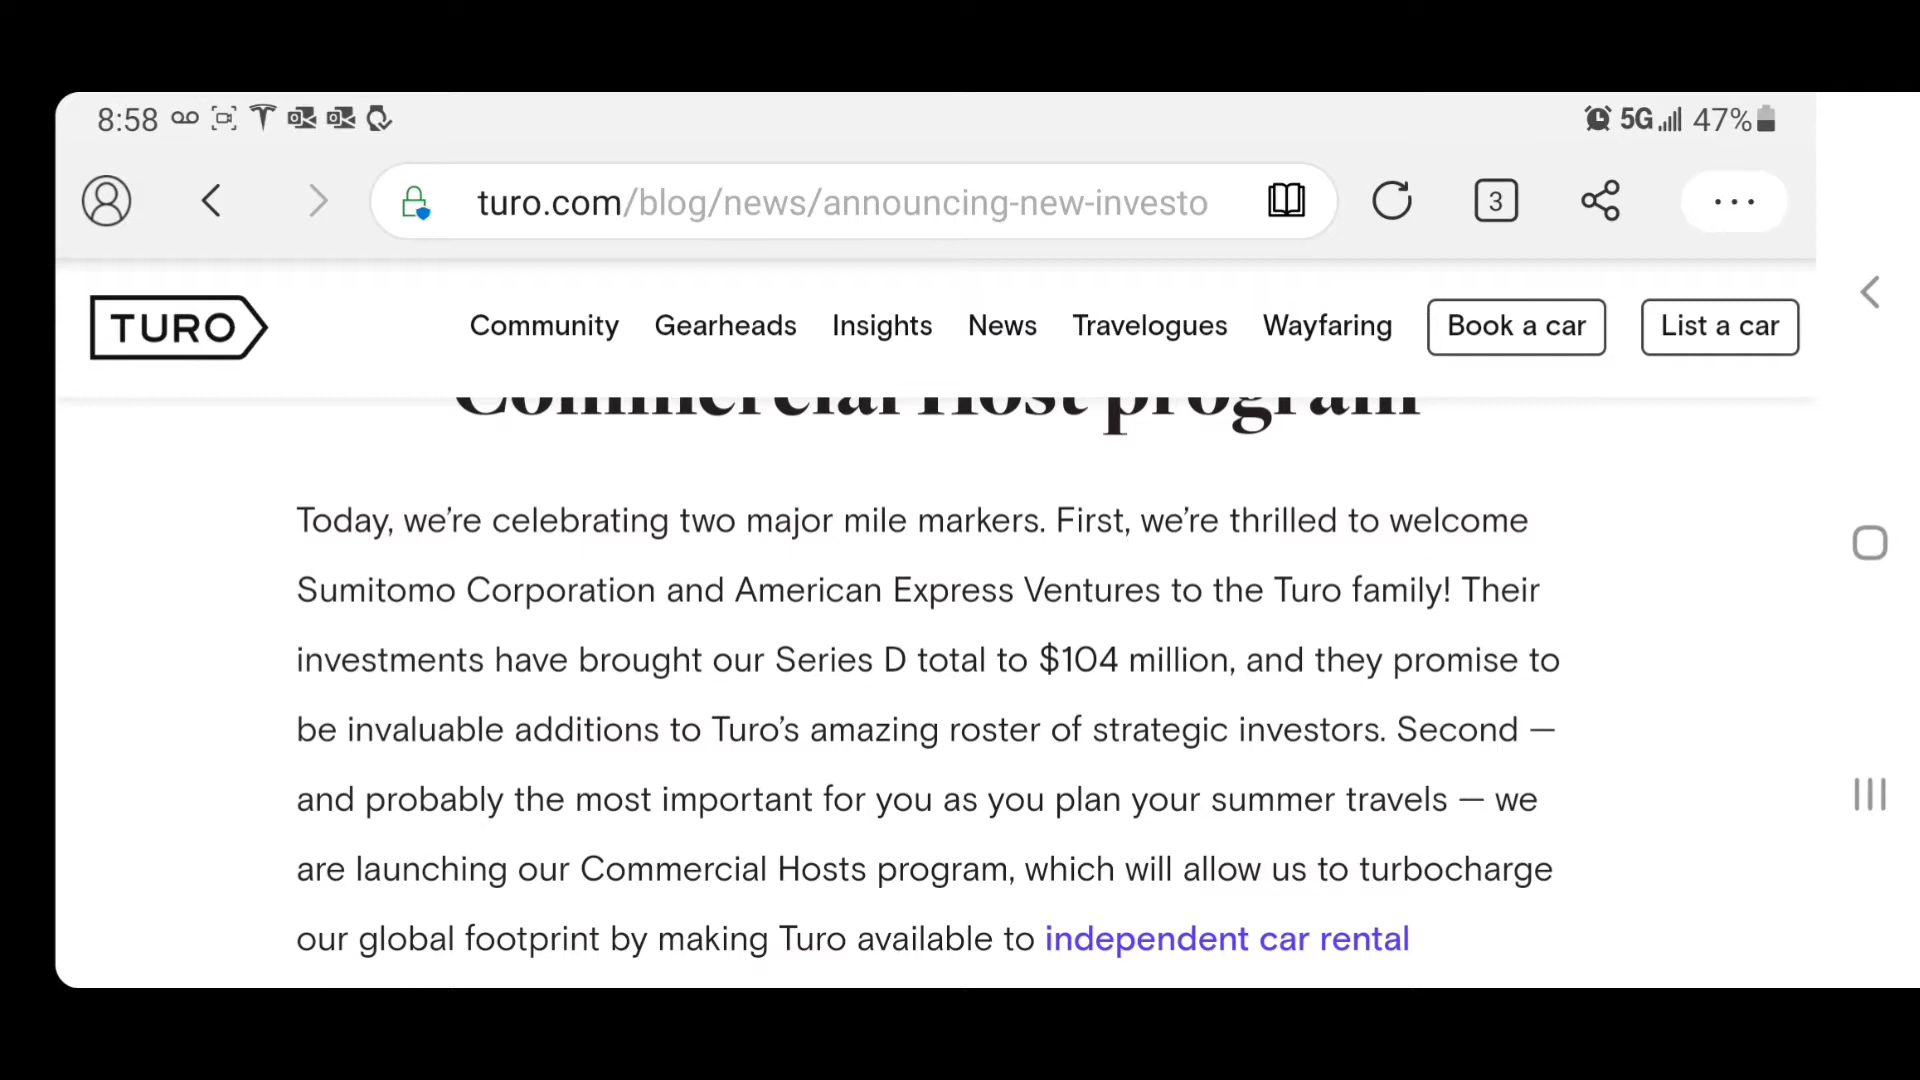 8:58 5G 47%
turo.com/blog/news/announcing-new-investo 3
TURO Community Gearheads Insights News Travelogues Wayfaring Book a car List a car
Commercial Host program
Today, we’re celebrating two major mile markers. First, we’re thrilled to welcome
Sumitomo Corporation and American Express Ventures to the Turo family! Their
investments have brought our Series D total to $104 million, and they promise to
be invaluable additions to Turo’s amazing roster of strategic investors. Second —
and probably the most important for you as you plan your summer travels — we
are launching our Commercial Hosts program, which will allow us to turbocharge
our global footprint by making Turo available to independent car rental